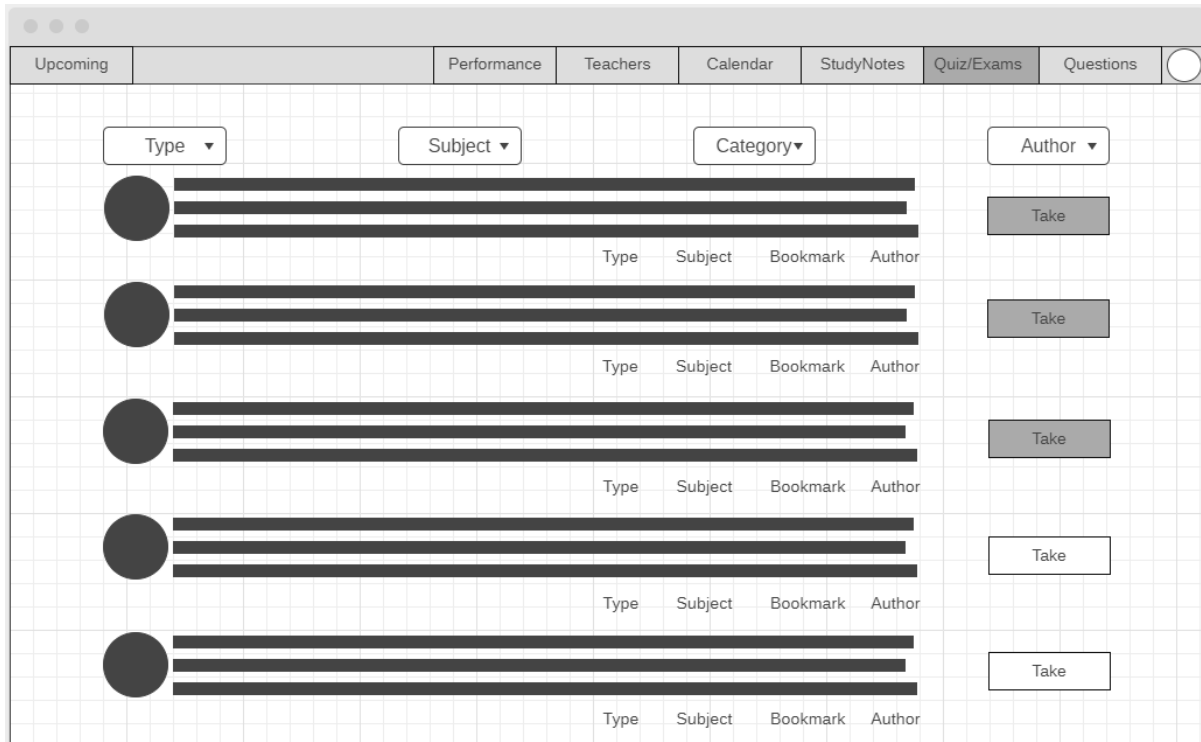 Upcoming Performance Teachers Calendar StudyNotes Quiz/Exams Questions
Type Subject Category Author
Take
Type Subject Bookmark Author
Take
Type Subject Bookmark Author
Take
Type Subject Bookmark Author
Take
Type Subject Bookmark Author
Take
Type Subject Bookmark Author